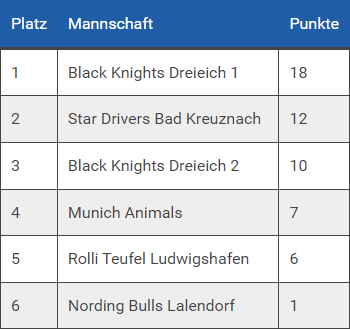 Platz Mannschaft Punkte
1 Black Knights Dreieich 1 18
2 Star Drivers Bad Kreuznach 12
3 Black Knights Dreieich 2 10
4 Munich Animals 7
5 Rolli Teufel Ludwigshafen 6
6 Nording Bulls Lalendorf 1